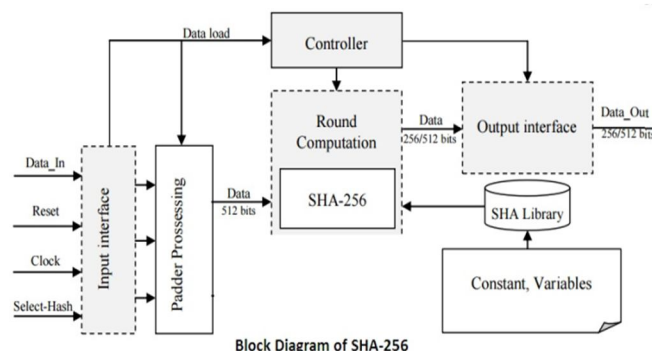 Data load
Controller
Data_In
Reset
Clock
Select-Hash
Input interface
Padder Prossessing
Data
512 bits
Round
Computation
SHA-256
Data
256/512 bits
Output interface
Data_Out
256/512 bits
SHA Library
Constant, Variables
Block Diagram of SHA-256